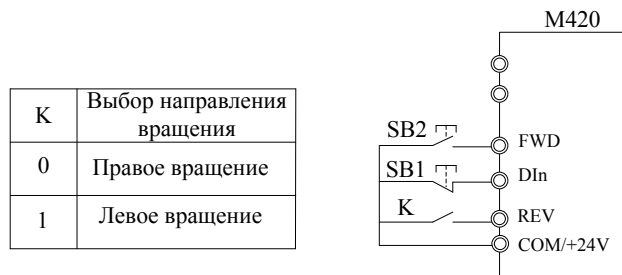 M420
K
Выбор направления
вращения
0
Правое вращение
1
Левое вращение
SB2
FWD
SB1
DIn
K
REV
COM/+24V